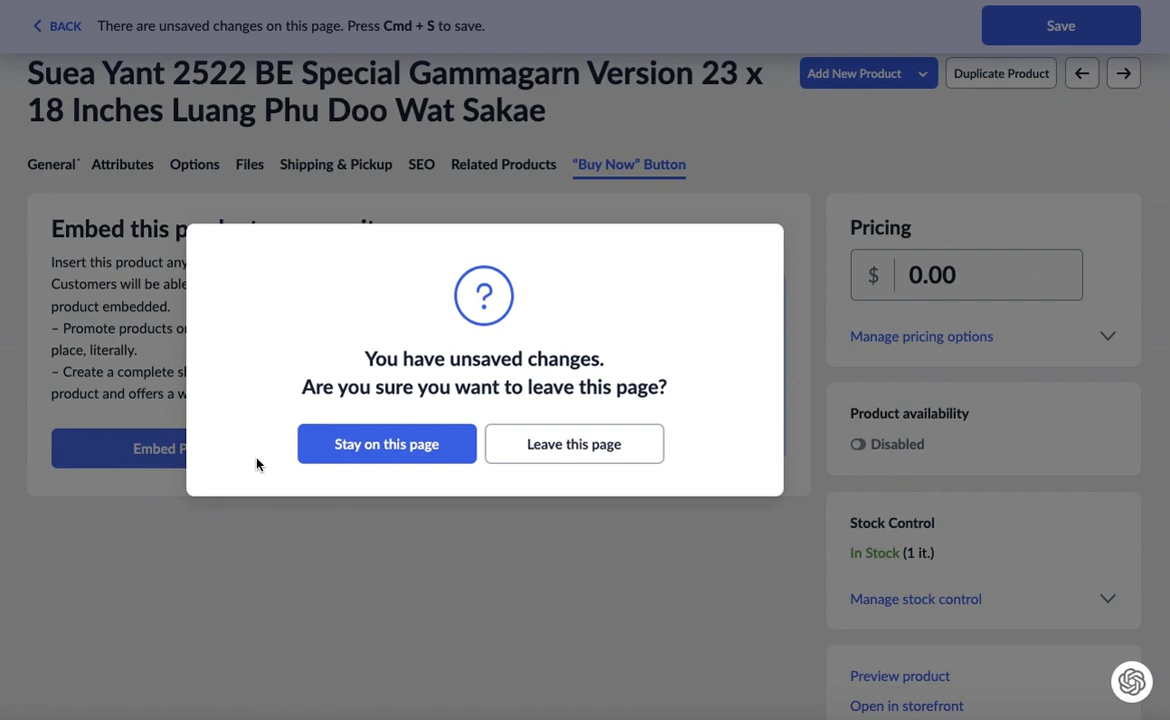 BACK There are unsaved changes on this page. Press Cmd + S to save. Save
Suea Yant 2522 BE Special Gammagarn Version 23 x
18 Inches Luang Phu Doo Wat Sakae
Add New Product Duplicate Product
General* Attributes Options Files Shipping & Pickup SEO Related Products “Buy Now” Button
Embed this
Insert this product any
Customers will be able
product embedded.
– Promote products
place, literally.
– Create a complete
product and offers a
Embed
You have unsaved changes.
Are you sure you want to leave this page?
Stay on this page Leave this page
Pricing
$ 0.00
Manage pricing options
Product availability
Disabled
Stock Control
In Stock (1 it.)
Manage stock control
Preview product
Open in storefront